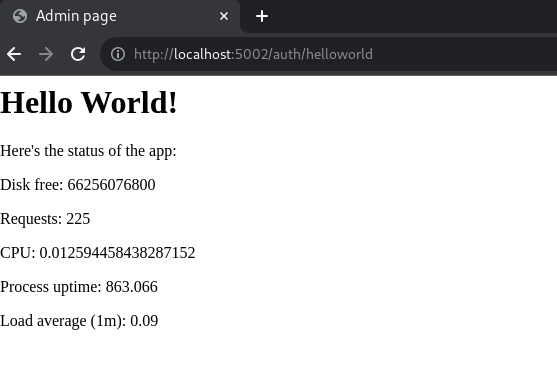 Admin page
http://localhost:5002/auth/helloworld
Hello World!
Here's the status of the app:
Disk free: 66256076800
Requests: 225
CPU: 0.012594458438287152
Process uptime: 863.066
Load average (1m): 0.09